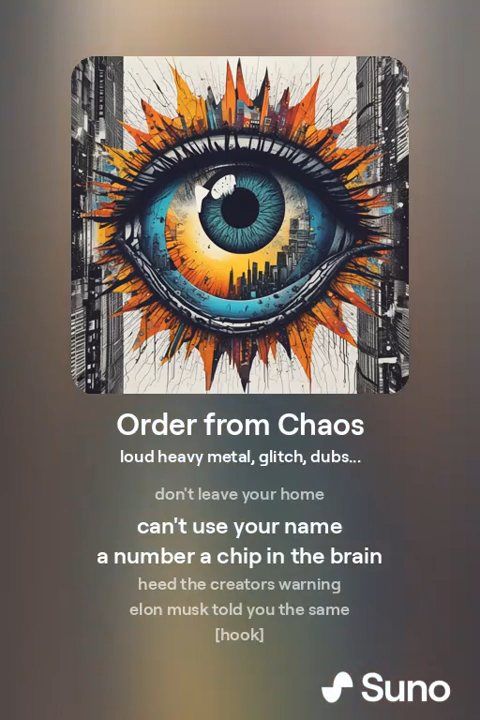 Order from Chaos
loud heavy metal, glitch, dubs...
don't leave your home
can't use your name
a number a chip in the brain
heed the creators warning
elon musk told you the same
[hook]
Suno